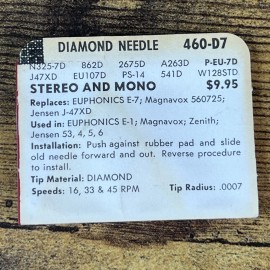 DIAMOND NEEDLE 460-D7
N325-7D 862D 2675D A263D P-EU-7D
J47XD EU107D PS-14 541D W128STD
STEREO AND MONO $9.95
Replaces: EUPHONICS E-7; Magnavox 560725;
Jensen J-47XD
Used in: EUPHONICS E-1; Magnavox; Zenith;
Jensen 53, 4, 5, 6
Installation: Push against rubber pad and slide
old needle forward and out. Reverse procedure
to install.
Tip Material: DIAMOND
Speeds: 16, 33 & 45 RPM Tip Radius: .0007